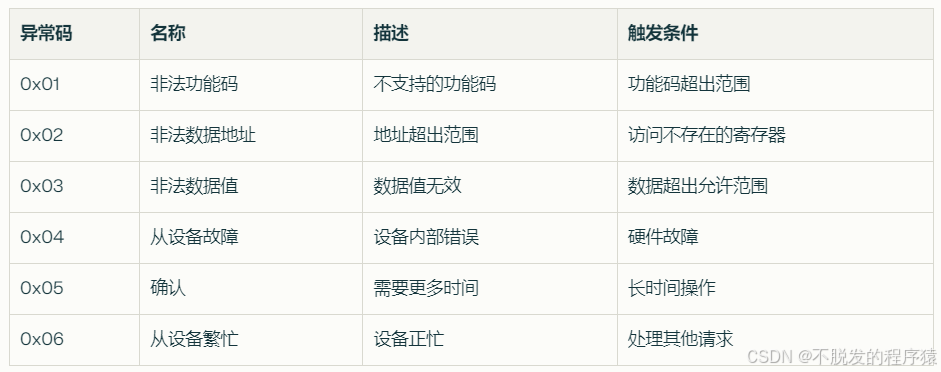 异常码 名称 描述 触发条件
0x01 非法功能码 不支持的功能码 功能码超出范围
0x02 非法数据地址 地址超出范围 访问不存在的寄存器
0x03 非法数据值 数据值无效 数据超出允许范围
0x04 从设备故障 设备内部错误 硬件故障
0x05 确认 需要更多时间 长时间操作
0x06 从设备繁忙 设备正忙 处理其他请求
CSDN @不脱发的程序猿